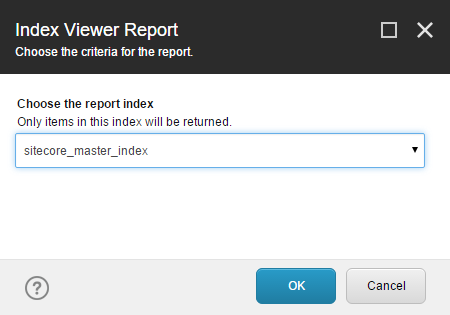 Index Viewer Report
Choose the criteria for the report.
Choose the report index
Only items in this index will be returned.
sitecore_master_index
?
OK
Cancel